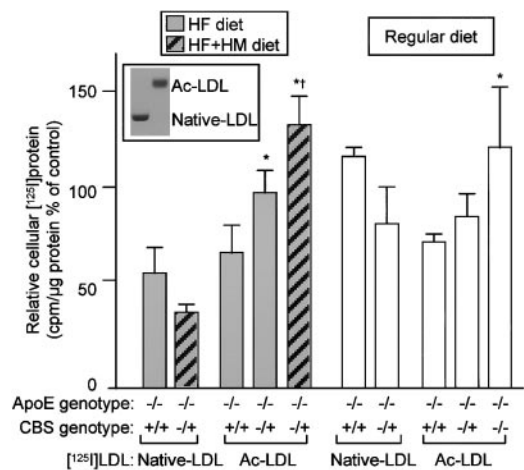 HF diet
HF+HM diet
Regular diet
Ac-LDL
Native-LDL
Relative cellular [¹²⁵I]protein
(cpm/µg protein % of control)
150
100
50
0
* *† * 
ApoE genotype: -/- -/- -/- -/- -/- -/- -/- -/- -/- -/-
CBS genotype: +/+ -/+ +/+ -/+ -/+ +/+ -/+ +/+ -/+ -/-
[¹²⁵I]LDL: Native-LDL Ac-LDL Native-LDL Ac-LDL